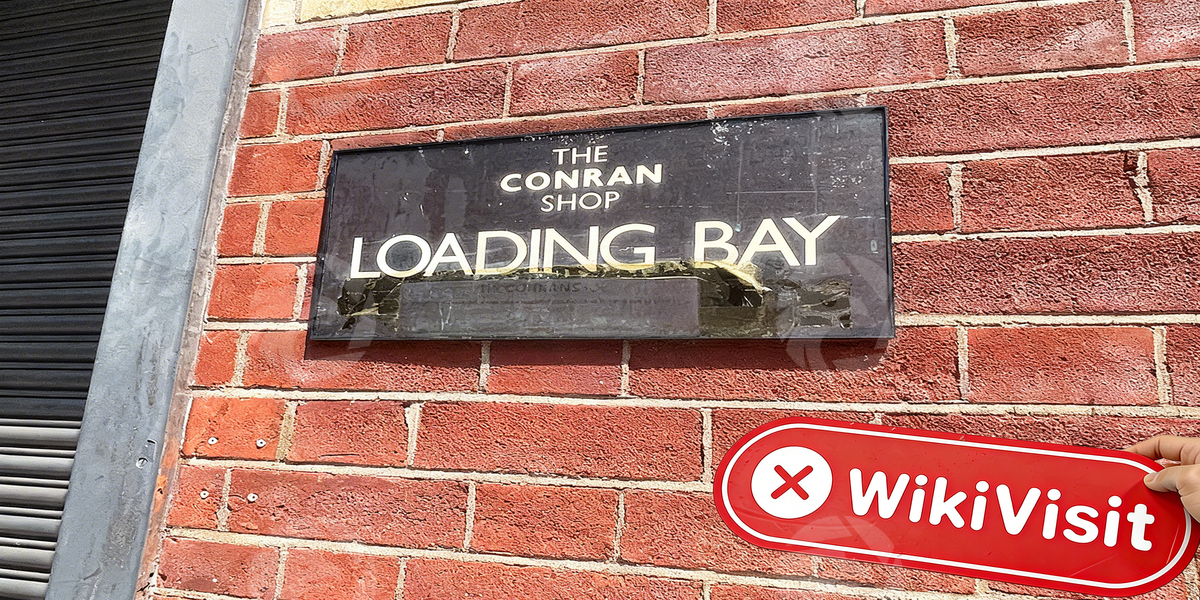 THE
CONRAN
SHOP
LOADING BAY
WikiVisit